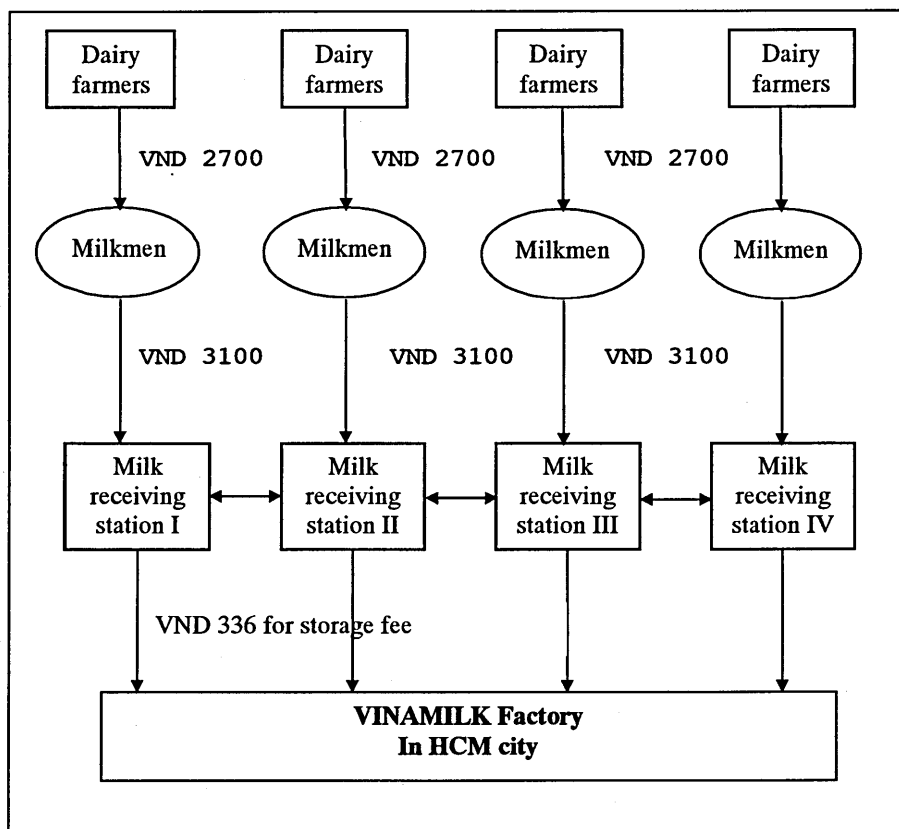 Dairy
farmers
Dairy
farmers
Dairy
farmers
Dairy
farmers
VND 2700
VND 2700
VND 2700
Milkmen
Milkmen
Milkmen
Milkmen
VND 3100
VND 3100
VND 3100
Milk
receiving
station I
Milk
receiving
station II
Milk
receiving
station III
Milk
receiving
station IV
VND 336 for storage fee
VINAMILK Factory
In HCM city